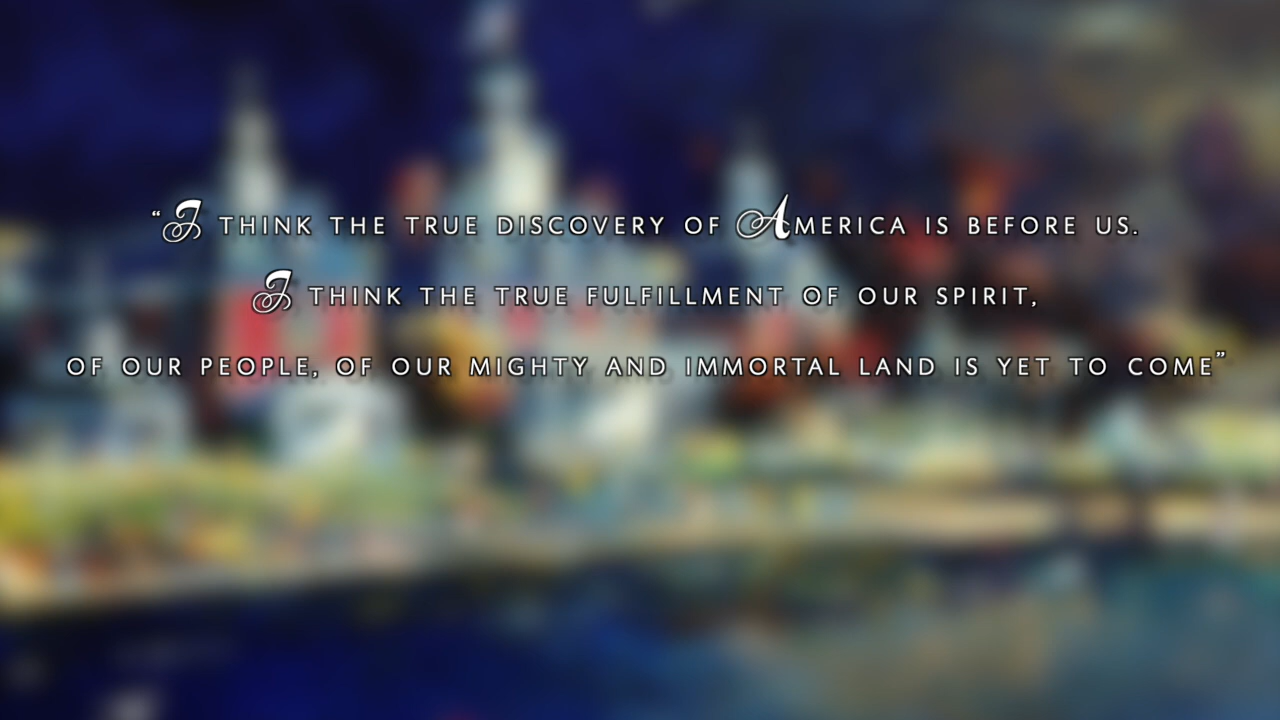 “I THINK THE TRUE DISCOVERY OF AMERICA IS BEFORE US.
I THINK THE TRUE FULFILLMENT OF OUR SPIRIT,
OF OUR PEOPLE, OF OUR MIGHTY AND IMMORTAL LAND IS YET TO COME”